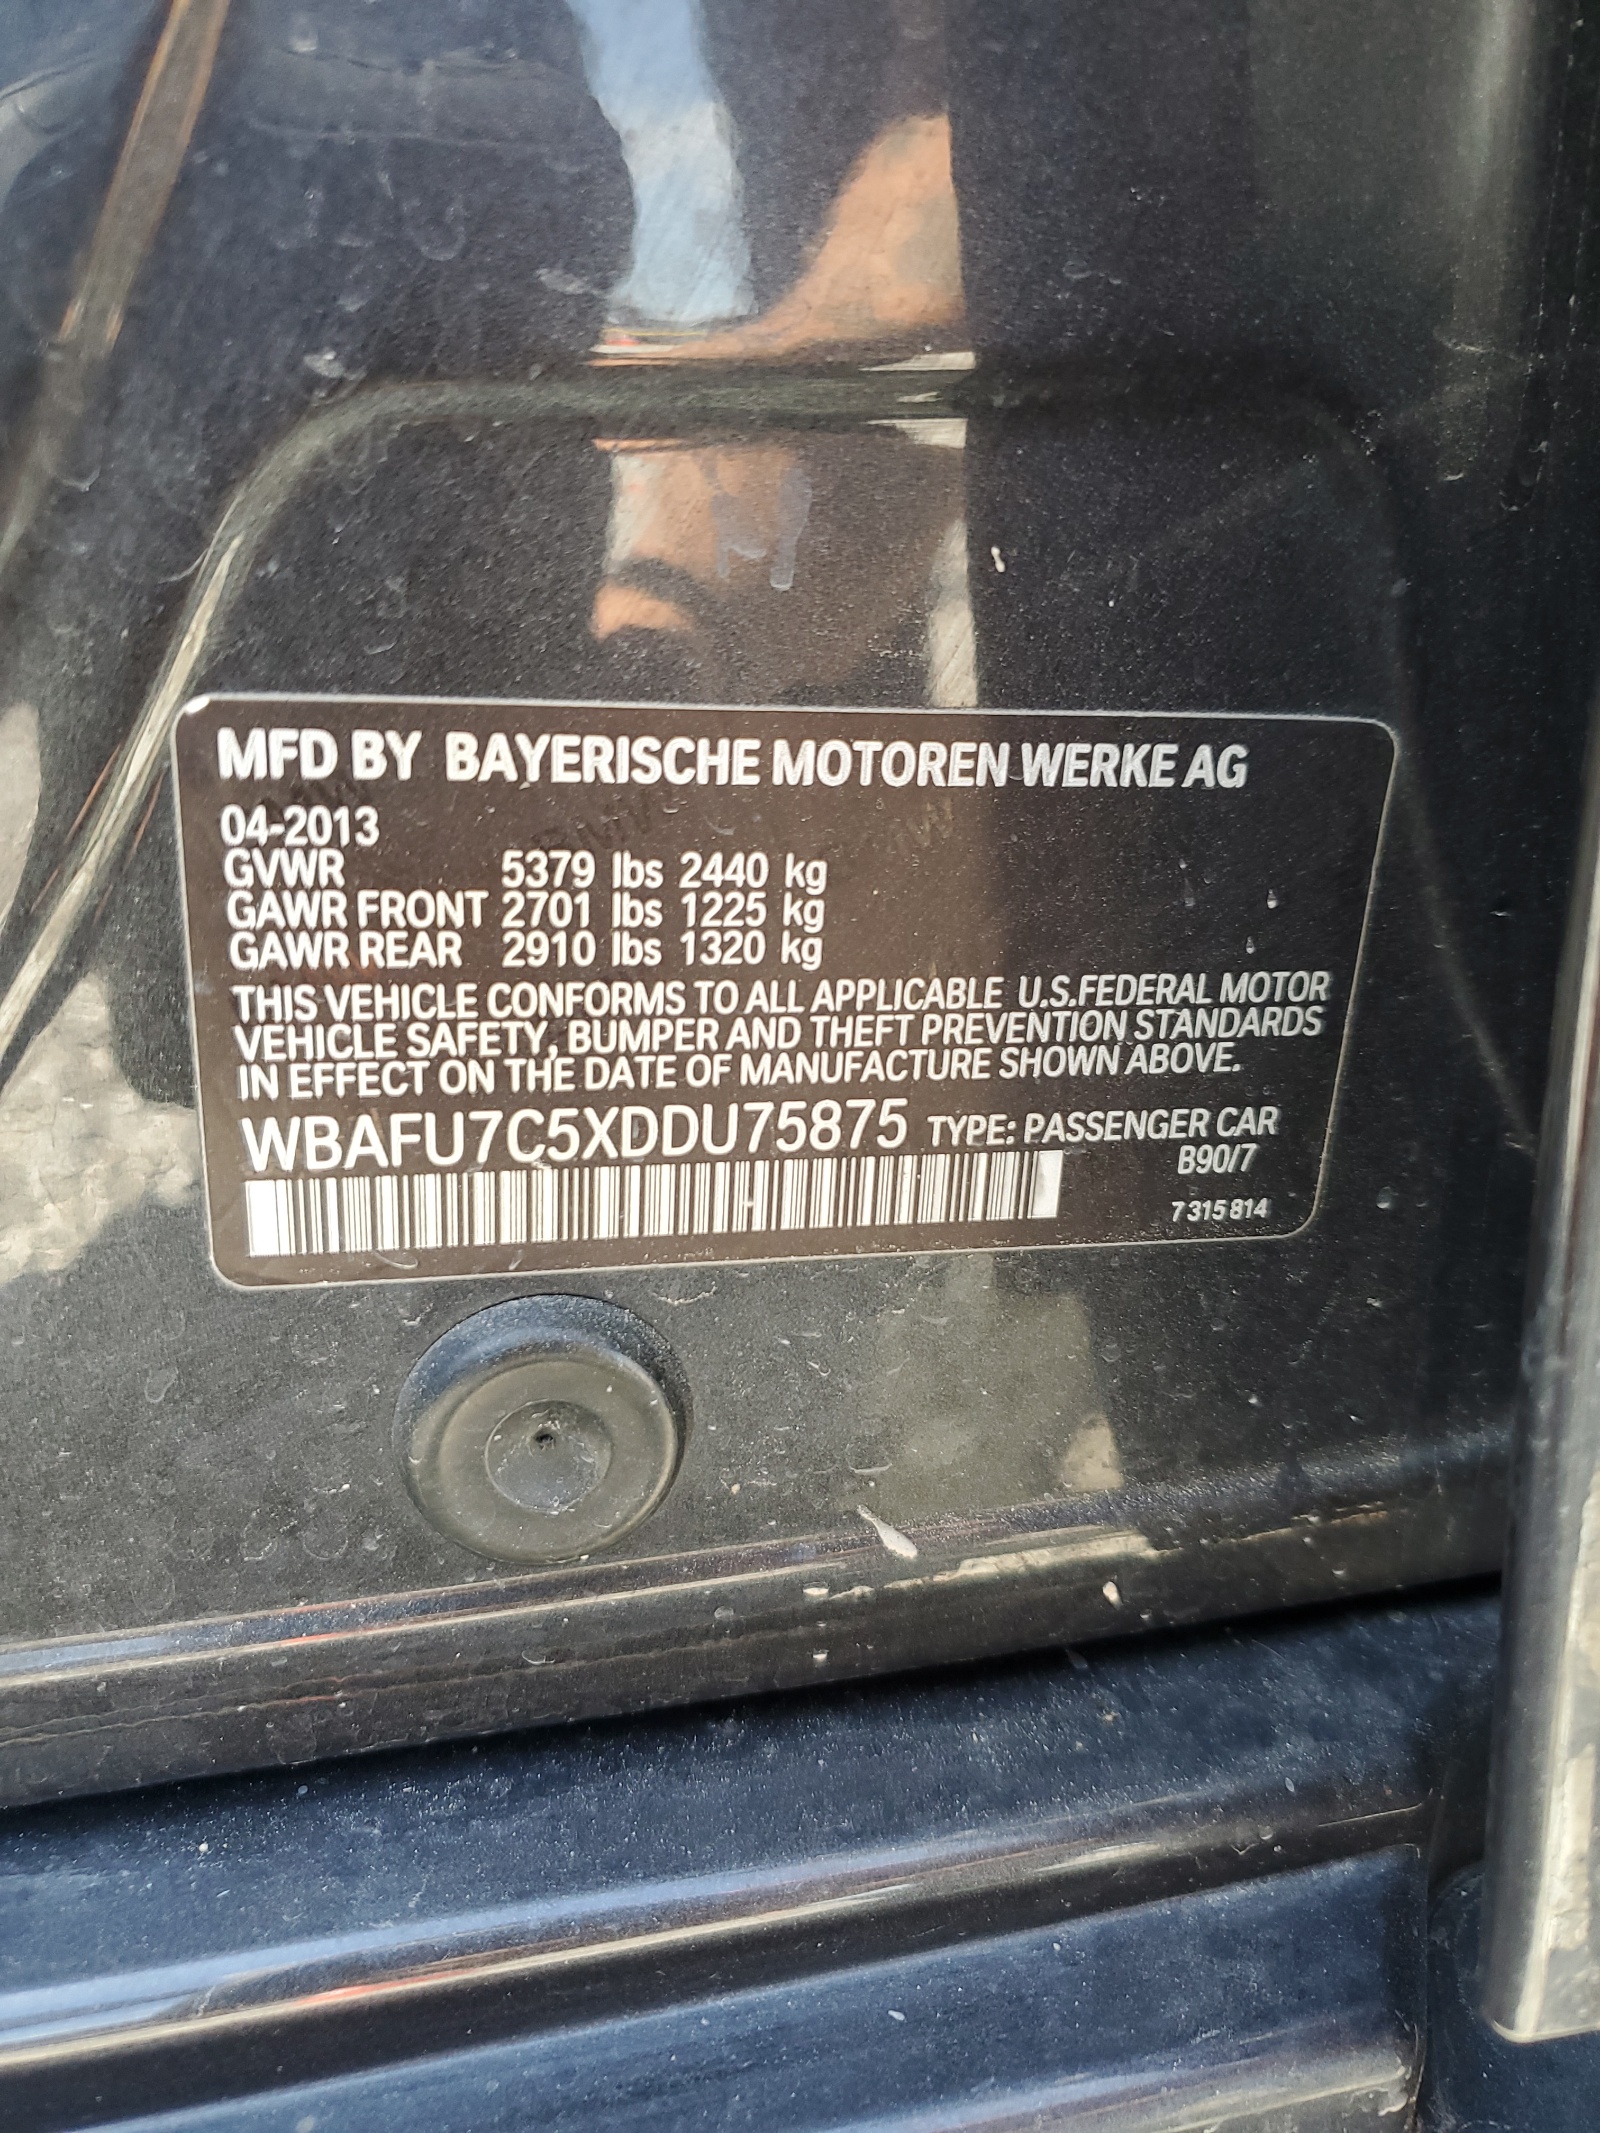 MFD BY BAYERISCHE MOTOREN WERKE AG
04-2013
GVWR 5379 lbs 2440 kg
GAWR FRONT 2701 lbs 1225 kg
GAWR REAR 2910 lbs 1320 kg
THIS VEHICLE CONFORMS TO ALL APPLICABLE U.S.FEDERAL MOTOR
VEHICLE SAFETY, BUMPER AND THEFT PREVENTION STANDARDS
IN EFFECT ON THE DATE OF MANUFACTURE SHOWN ABOVE.
WBAFU7C5XDDU75875 TYPE: PASSENGER CAR
B90/7
7 315 814